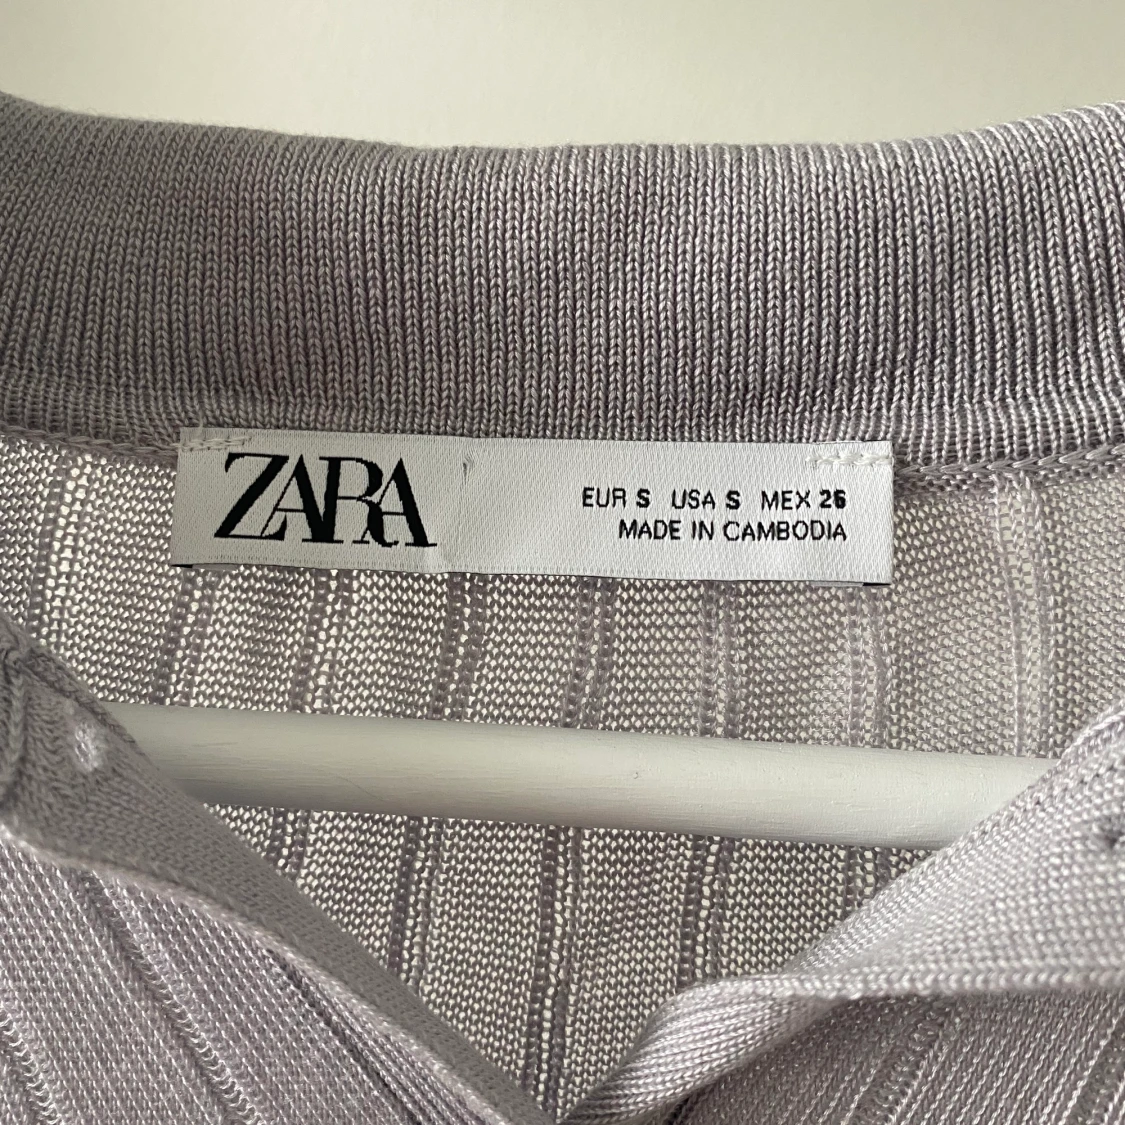 ZARA
EUR S USA S MEX 26
MADE IN CAMBODIA